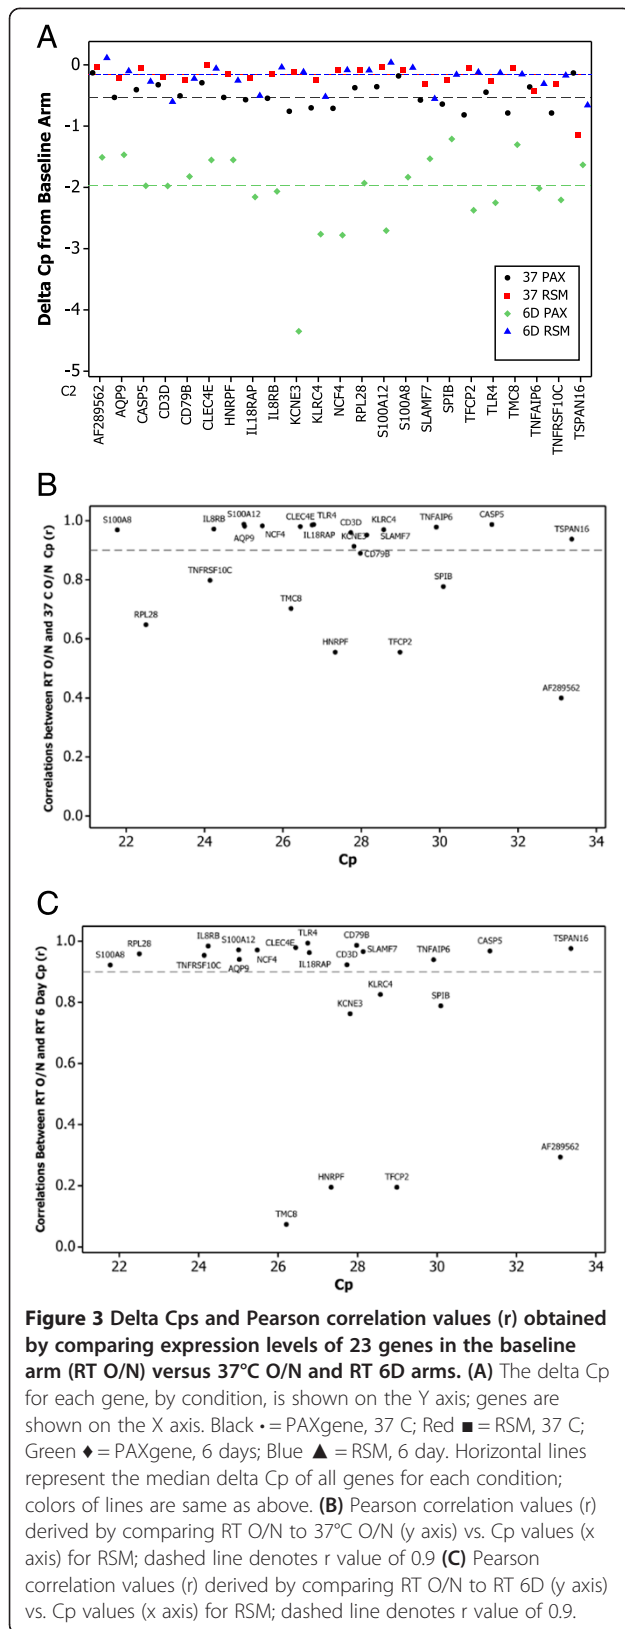 A
Delta Cp from Baseline Arm
0
-1
-2
-3
-4
-5
37 PAX
37 RSM
6D PAX
6D RSM
C2
AF289562
AQP9
CASP5
CD3D
CD79B
CLEC4E
HNRPF
IL18RAP
IL8RB
KCNE3
KLRC4
NCF4
RPL28
S100A12
S100A8
SLAMF7
SPIB
TFCP2
TLR4
TMC8
TNFAIP6
TNFRSF10C
TSPAN16
B
Correlations between RT O/N and 37 C O/N Cp (r)
1.0
0.8
0.6
0.4
0.2
0.0
S100A8
IL8RB
S100A12
AQP9
NCF4
CLEC4E
TLR4
IL18RAP
CD3D
KCNE3
CD79B
KLRC4
SLAMF7
TNFAIP6
CASP5
TSPAN16
TNFRSF10C
RPL28
TMC8
HNRPF
TFCP2
SPIB
AF289562
22 24 26 28 30 32 34
Cp
C
Correlations Between RT O/N and RT 6 Day Cp (r)
1.0
0.8
0.6
0.4
0.2
0.0
S100A8
RPL28
IL8RB
TNFRSF10C
S100A12
AQP9
NCF4
CLEC4E
TLR4
IL18RAP
CD79B
CD3D
SLAMF7
TNFAIP6
CASP5
TSPAN16
KCNE3
KLRC4
SPIB
AF289562
HNRPF
TFCP2
TMC8
22 24 26 28 30 32 34
Cp
Figure 3 Delta Cps and Pearson correlation values (r) obtained
by comparing expression levels of 23 genes in the baseline
arm (RT O/N) versus 37°C O/N and RT 6D arms. (A) The delta Cp
for each gene, by condition, is shown on the Y axis; genes are
shown on the X axis. Black • = PAXgene, 37 C; Red ■ = RSM, 37 C;
Green ♦ = PAXgene, 6 days; Blue ▲ = RSM, 6 day. Horizontal lines
represent the median delta Cp of all genes for each condition;
colors of lines are same as above. (B) Pearson correlation values (r)
derived by comparing RT O/N to 37°C O/N (y axis) vs. Cp values (x
axis) for RSM; dashed line denotes r value of 0.9 (C) Pearson
correlation values (r) derived by comparing RT O/N to RT 6D (y axis)
vs. Cp values (x axis) for RSM; dashed line denotes r value of 0.9.